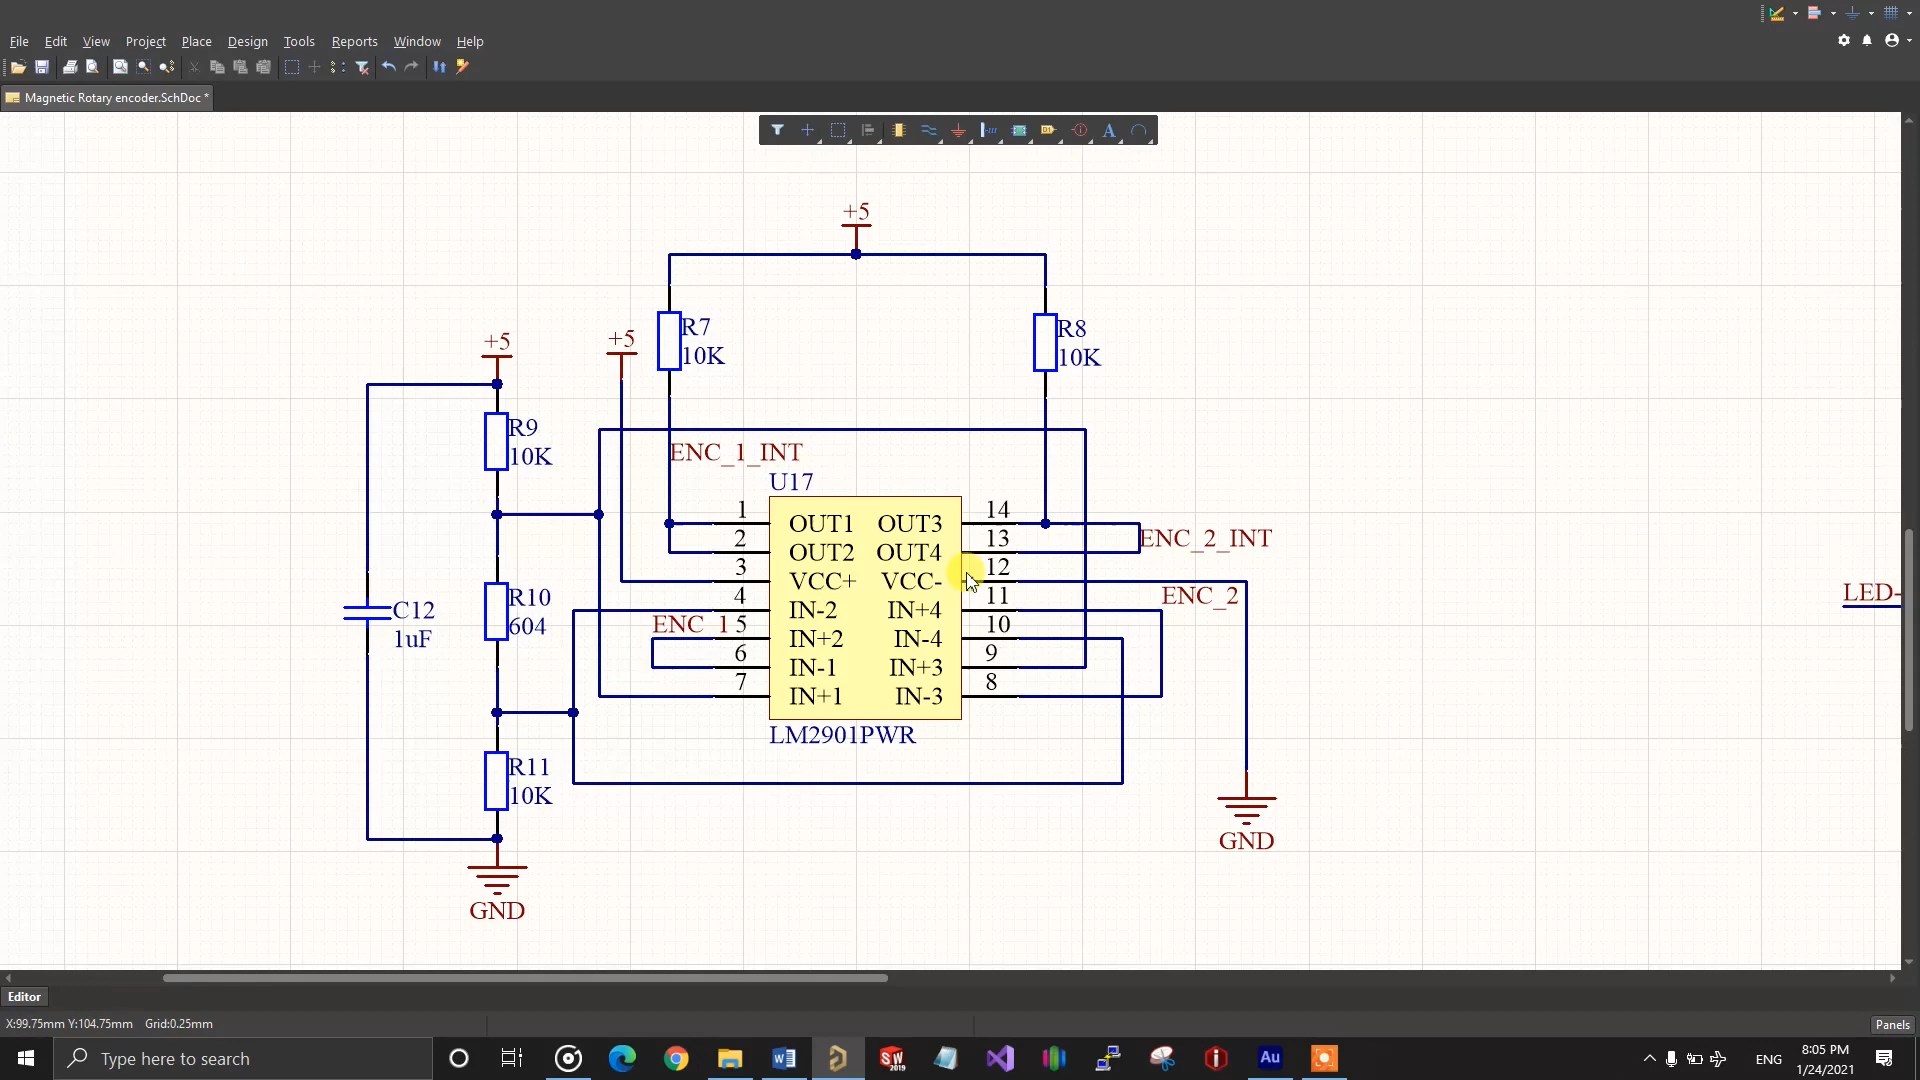 File Edit View Project Place Design Tools Reports Window Help
Magnetic Rotary encoder.SchDoc *
+5
+5
+5
R7
10K
R8
10K
R9
10K
ENC_1_INT
U17
1
2
3
4
5
6
7
OUT1
OUT2
VCC+
IN-2
IN+2
IN-1
IN+1
OUT3
OUT4
VCC-
IN+4
IN-4
IN+3
IN-3
14
13
12
11
10
9
8
ENC_2_INT
ENC_2
ENC_1
LM2901PWR
R10
604
C12
1uF
R11
10K
GND
GND
LED-
Editor
X:99.75mm Y:104.75mm Grid:0.25mm
Panels
Type here to search
SW
2019
Au
ENG
8:05 PM
1/24/2021